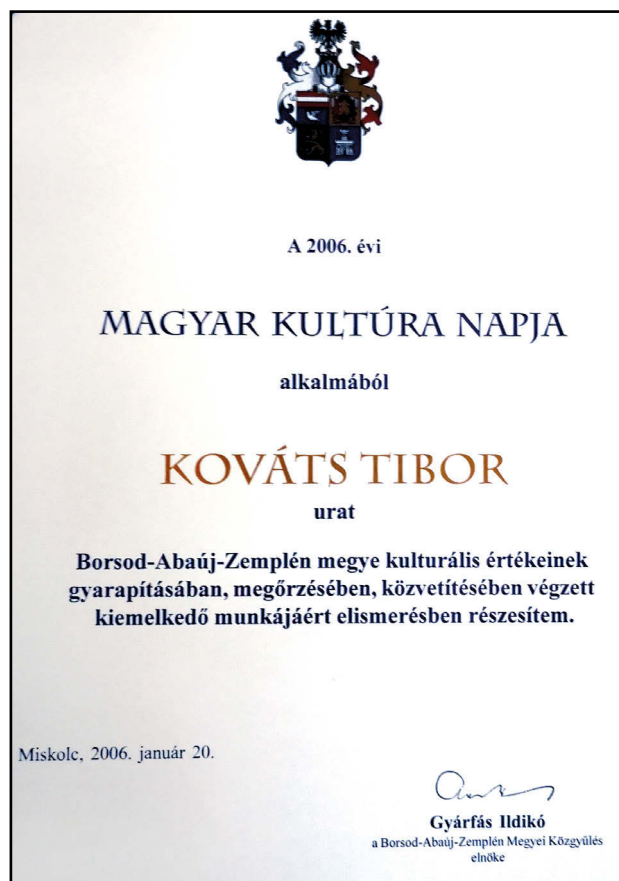 A 2006. évi
MAGYAR KULTÚRA NAPJA
alkalmából
KOVÁTS TIBOR
urat
Borsod-Abaúj-Zemplén megye kulturális értékeinek
gyarapításában, megőrzésében, közvetítésében végzett
kiemelkedő munkájáért elismerésben részesítem.
Miskolc, 2006. január 20.
Gyárfás Ildikó
a Borsod-Abaúj-Zemplén Megyei Közgyűlés
elnöke